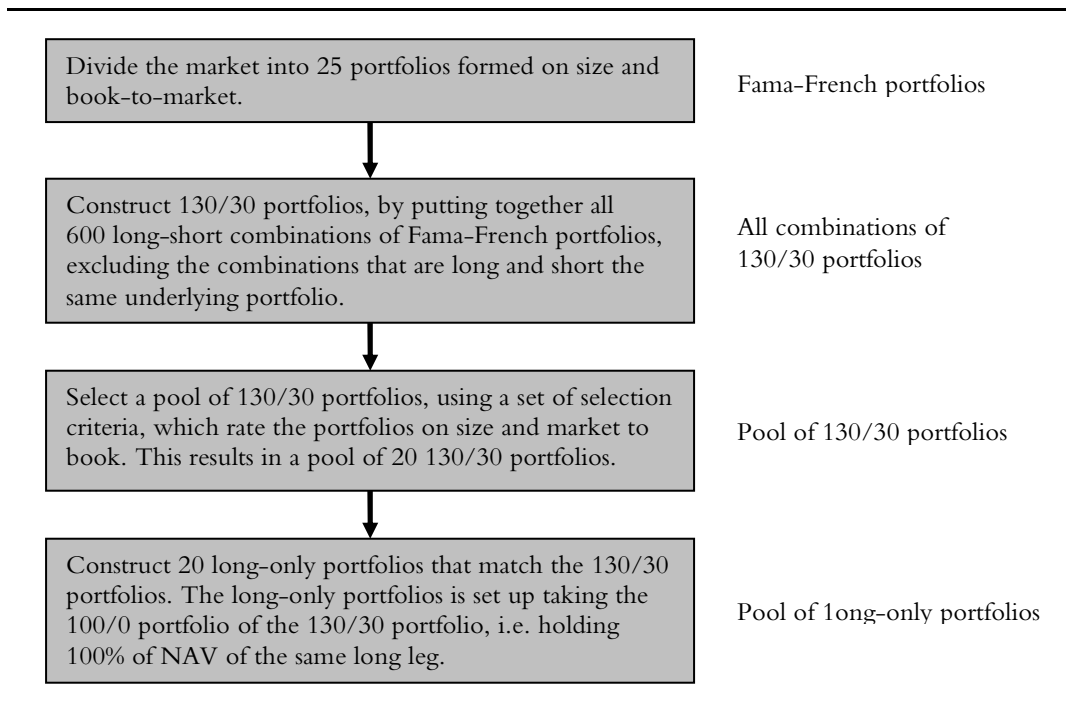 Divide the market into 25 portfolios formed on size and
book-to-market.
Fama-French portfolios
Construct 130/30 portfolios, by putting together all
600 long-short combinations of Fama-French portfolios,
excluding the combinations that are long and short the
same underlying portfolio.
All combinations of
130/30 portfolios
Select a pool of 130/30 portfolios, using a set of selection
criteria, which rate the portfolios on size and market to
book. This results in a pool of 20 130/30 portfolios.
Pool of 130/30 portfolios
Construct 20 long-only portfolios that match the 130/30
portfolios. The long-only portfolios is set up taking the
100/0 portfolio of the 130/30 portfolio, i.e. holding
100% of NAV of the same long leg.
Pool of long-only portfolios